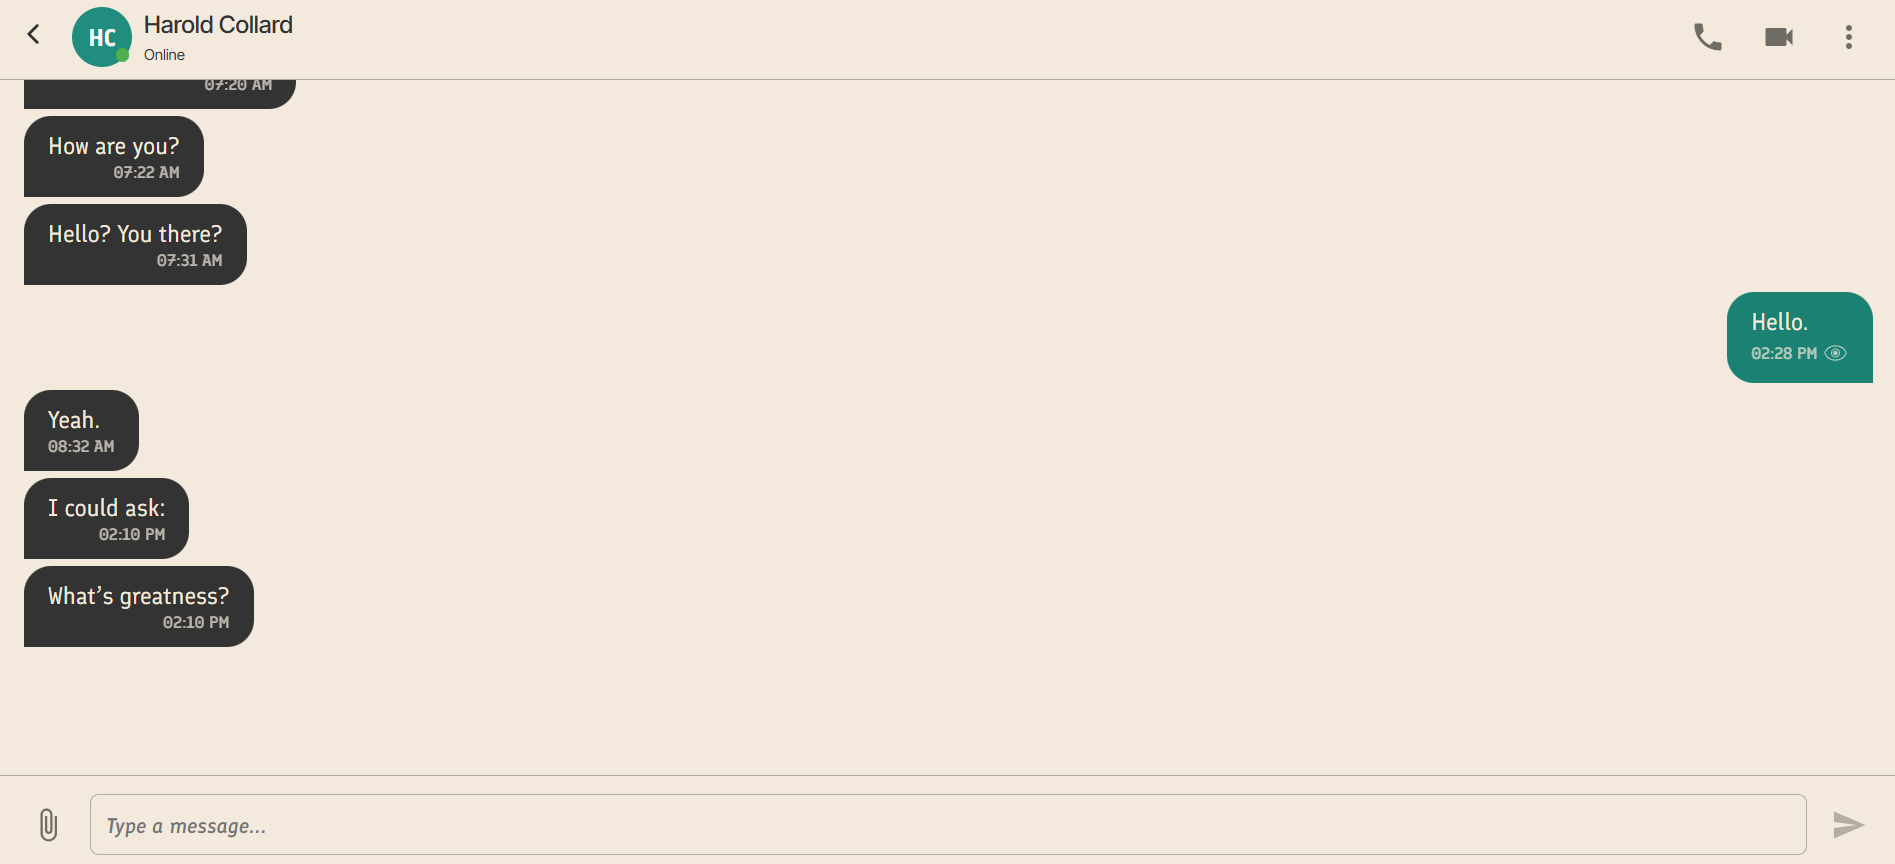 HC
Harold Collard
Online
07:20 AM
How are you?
07:22 AM
Hello? You there?
07:31 AM
Hello.
02:28 PM
Yeah.
08:32 AM
I could ask:
02:10 PM
What’s greatness?
02:10 PM
Type a message...